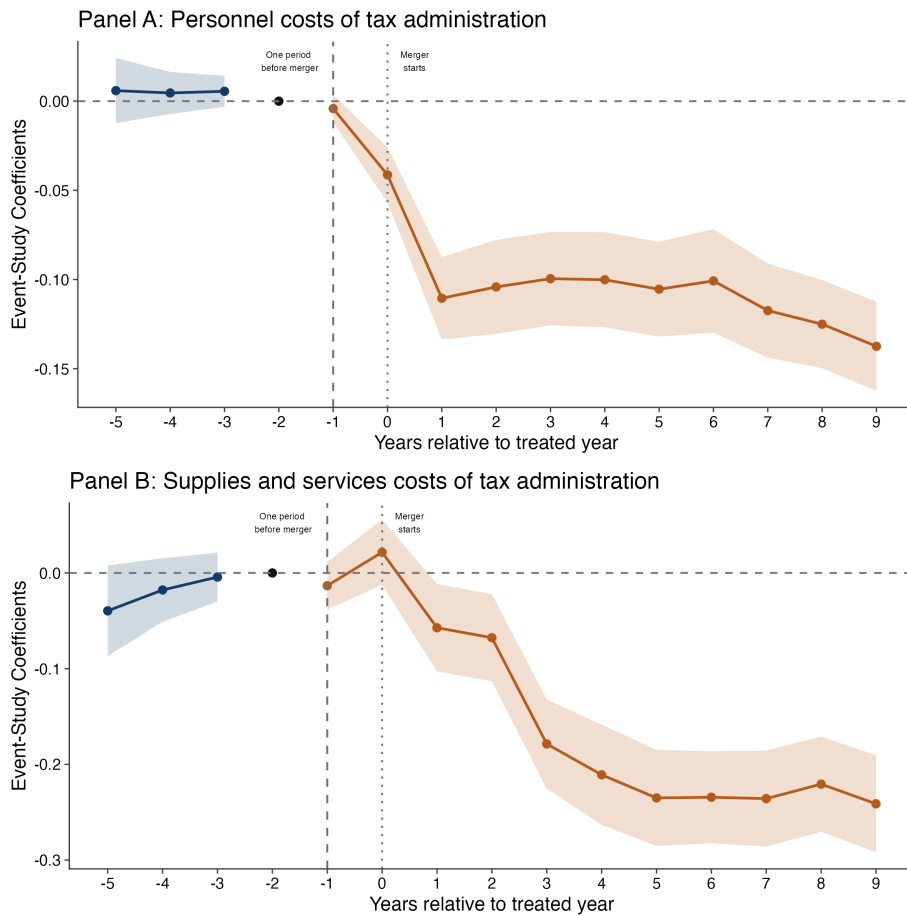 Panel A: Personnel costs of tax administration
One period
before merger
Merger
starts
Event-Study Coefficients
0.00
-0.05
-0.10
-0.15
-5 -4 -3 -2 -1 0 1 2 3 4 5 6 7 8 9
Years relative to treated year
Panel B: Supplies and services costs of tax administration
One period
before merger
Merger
starts
Event-Study Coefficients
0.0
-0.1
-0.2
-0.3
-5 -4 -3 -2 -1 0 1 2 3 4 5 6 7 8 9
Years relative to treated year